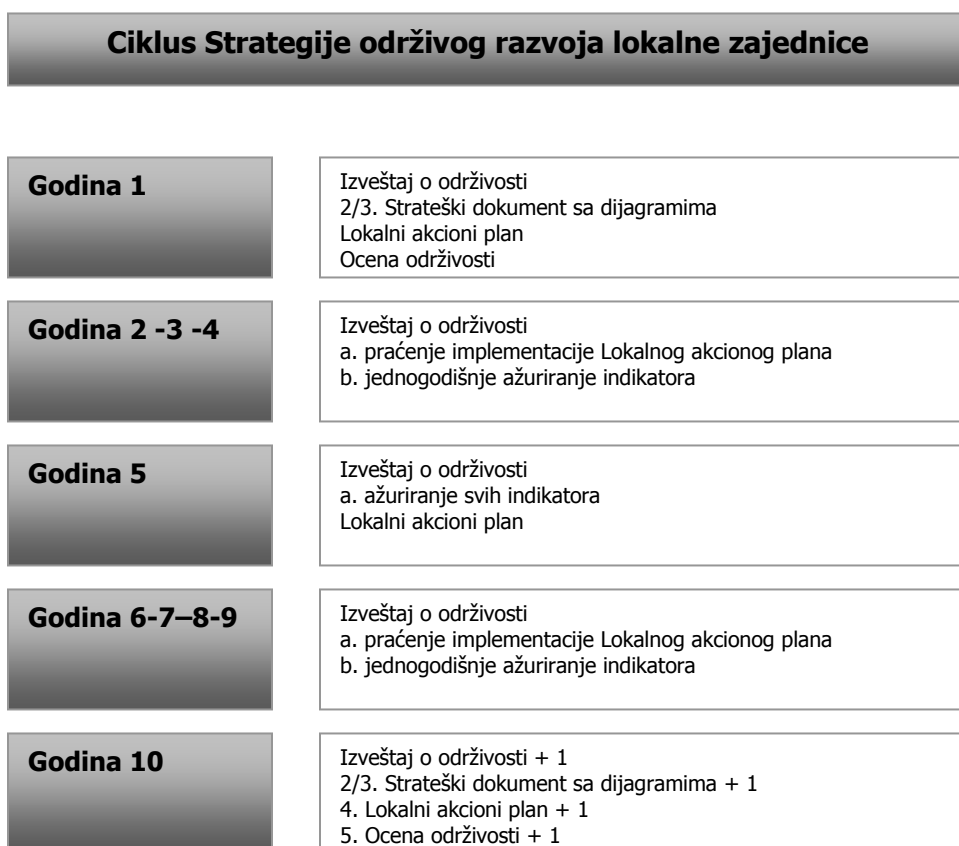 Ciklus Strategije održivog razvoja lokalne zajednice
Godina 1
Izveštaj o održivosti
2/3. Strateški dokument sa dijagramima
Lokalni akcioni plan
Ocena održivosti
Godina 2 -3 -4
Izveštaj o održivosti
a. praćenje implementacije Lokalnog akcionog plana
b. jednogodišnje ažuriranje indikatora
Godina 5
Izveštaj o održivosti
a. ažuriranje svih indikatora
Lokalni akcioni plan
Godina 6-7–8-9
Izveštaj o održivosti
a. praćenje implementacije Lokalnog akcionog plana
b. jednogodišnje ažuriranje indikatora
Godina 10
Izveštaj o održivosti + 1
2/3. Strateški dokument sa dijagramima + 1
4. Lokalni akcioni plan + 1
5. Ocena održivosti + 1